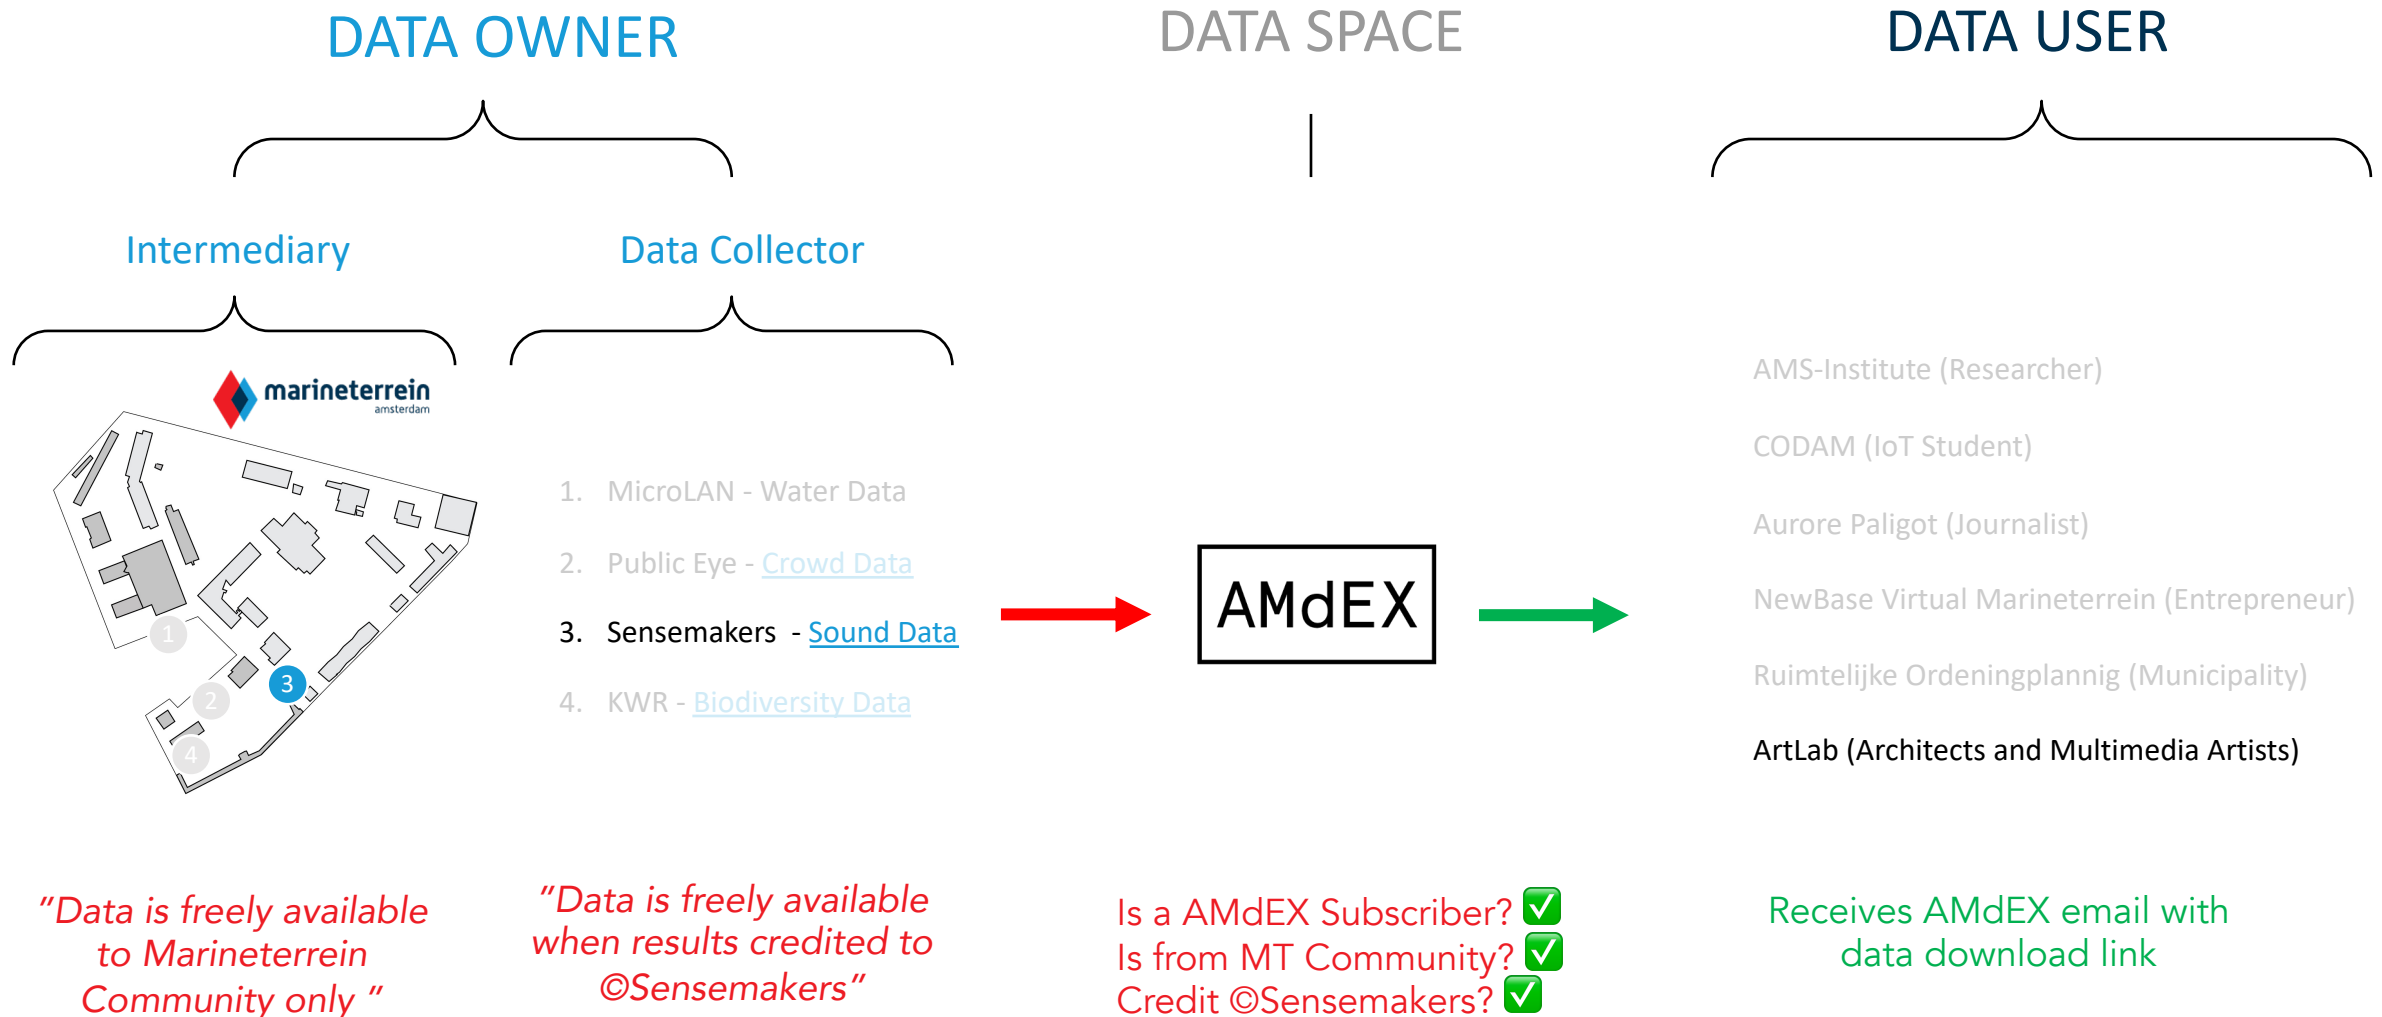 DATA OWNER
DATA SPACE
DATA USER
Intermediary
Data Collector
marineterrein
amsterdam
1
2
3
4
1. MicroLAN - Water Data
2. Public Eye - Crowd Data
3. Sensemakers - Sound Data
4. KWR - Biodiversity Data
AMdEX
AMS-Institute (Researcher)
CODAM (IoT Student)
Aurore Paligot (Journalist)
NewBase Virtual Marineterrein (Entrepreneur)
Ruimtelijke Ordeningplannig (Municipality)
ArtLab (Architects and Multimedia Artists)
"Data is freely available
to Marineterrein
Community only "
"Data is freely available
when results credited to
©Sensemakers"
Is a AMdEX Subscriber? ✅
Is from MT Community? ✅
Credit ©Sensemakers? ✅
Receives AMdEX email with
data download link